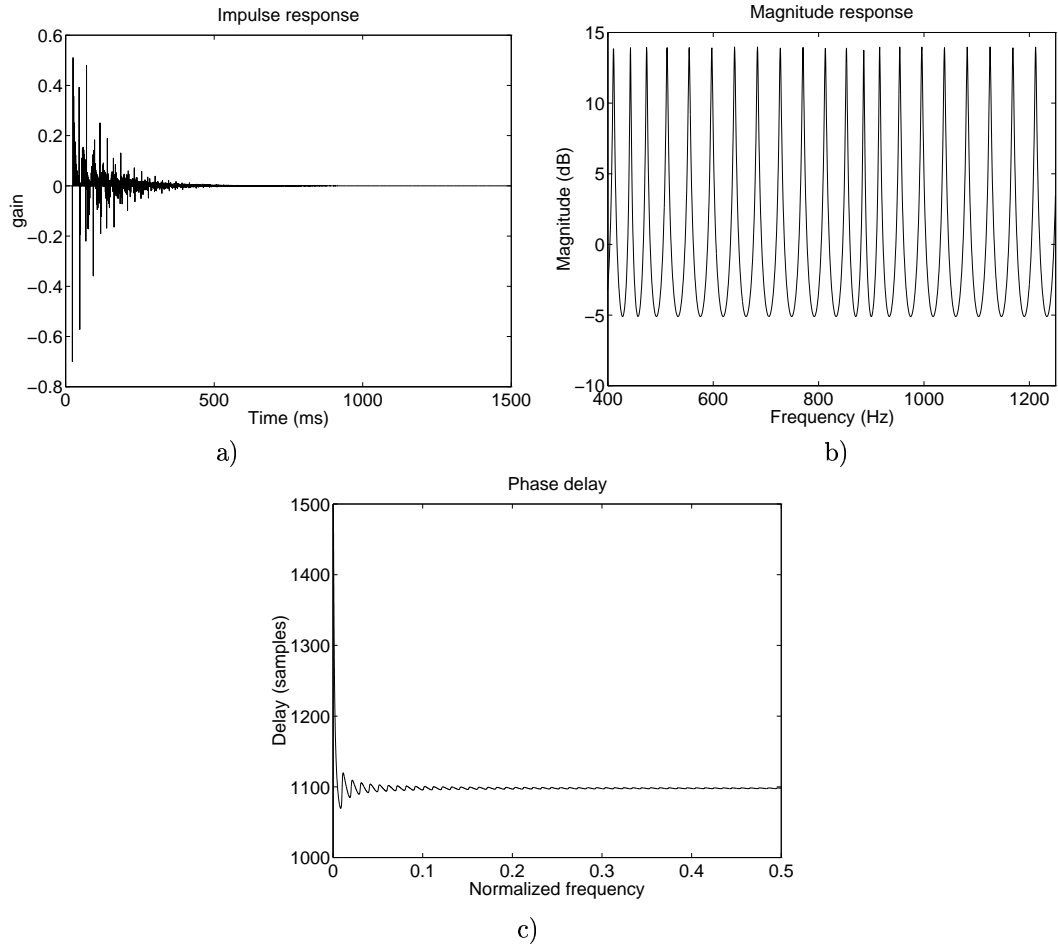 Impulse response
0.6
0.4
0.2
0
−0.2
−0.4
−0.6
−0.8
gain
0 500 1000 1500
Time (ms)
a)
Magnitude response
15
10
5
0
−5
−10
Magnitude (dB)
400 600 800 1000 1200
Frequency (Hz)
b)
Phase delay
1500
1400
1300
1200
1100
1000
Delay (samples)
0 0.1 0.2 0.3 0.4 0.5
Normalized frequency
c)